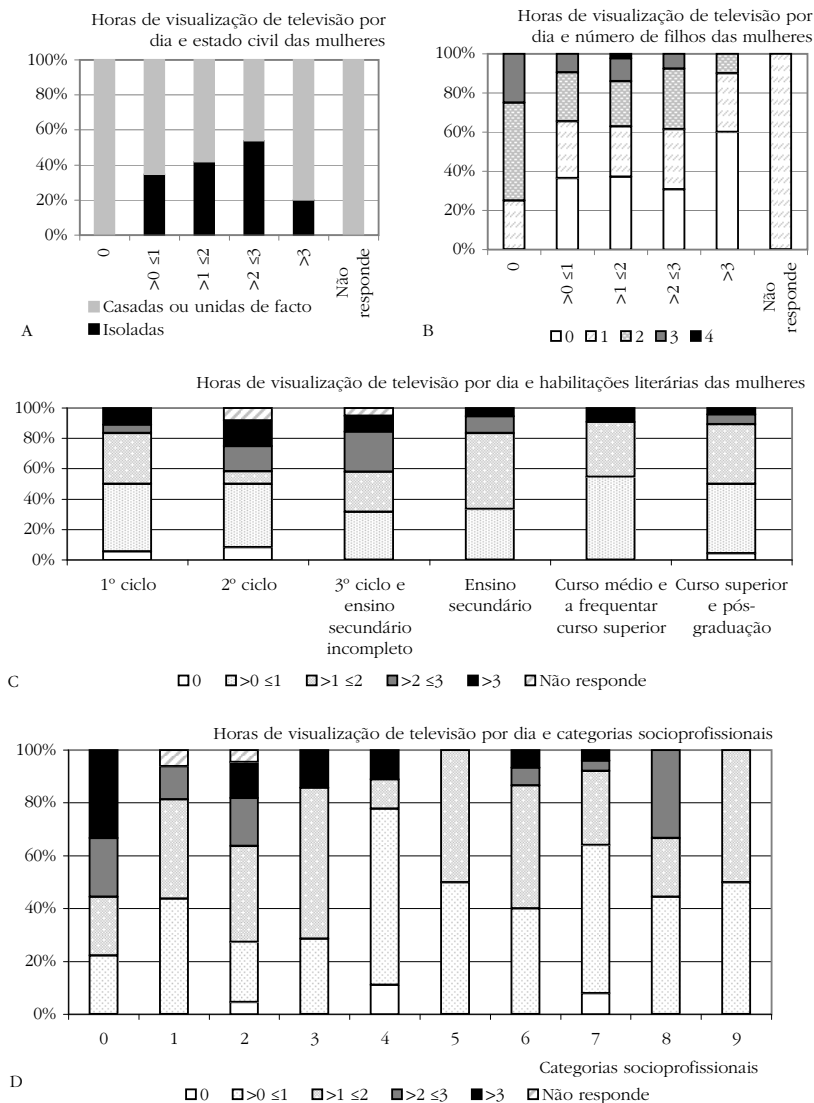 Horas de visualização de televisão por
dia e estado civil das mulheres
100%
80%
60%
40%
20%
0%
0
>0 ≤1
>1 ≤2
>2 ≤3
>3
Não
responde
Casadas ou unidas de facto
Isoladas
A
Horas de visualização de televisão por
dia e número de filhos das mulheres
100%
80%
60%
40%
20%
0%
0
>0 ≤1
>1 ≤2
>2 ≤3
>3
Não
responde
0 1 2 3 4
B
Horas de visualização de televisão por dia e habilitações literárias das mulheres
100%
80%
60%
40%
20%
0%
1º ciclo
2º ciclo
3º ciclo e
ensino
secundário
incompleto
Ensino
secundário
Curso médio e
a frequentar
curso superior
Curso superior
e pós-
graduação
C
0 >0 ≤1 >1 ≤2 >2 ≤3 >3 Não responde
Horas de visualização de televisão por dia e categorias socioprofissionais
100%
80%
60%
40%
20%
0%
0 1 2 3 4 5 6 7 8 9
Categorias socioprofissionais
D
0 >0 ≤1 >1 ≤2 >2 ≤3 >3 Não responde